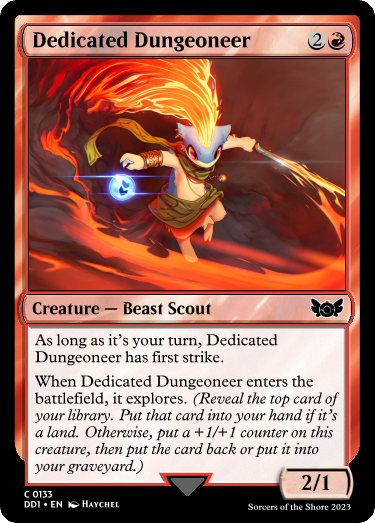 Dedicated Dungeoneer 2
Creature — Beast Scout
As long as it's your turn, Dedicated
Dungeoneer has first strike.
When Dedicated Dungeoneer enters the
battlefield, it explores. (Reveal the top card of
your library. Put that card into your hand if it's
a land. Otherwise, put a +1/+1 counter on this
creature, then put the card back or put it into
your graveyard.)
2/1
C 0133
DD1 • EN Haychel
Sorcers of the Shore 2023